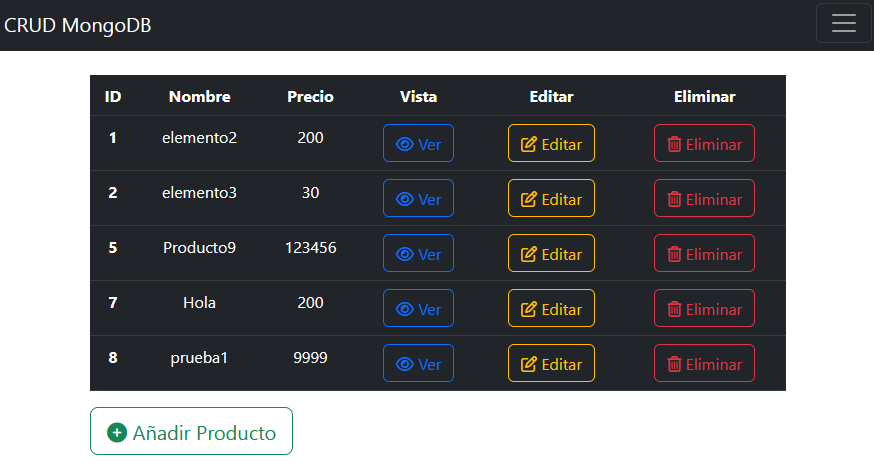 CRUD MongoDB
ID Nombre Precio Vista Editar Eliminar
1 elemento2 200 Ver Editar Eliminar
2 elemento3 30 Ver Editar Eliminar
5 Producto9 123456 Ver Editar Eliminar
7 Hola 200 Ver Editar Eliminar
8 prueba1 9999 Ver Editar Eliminar
Añadir Producto